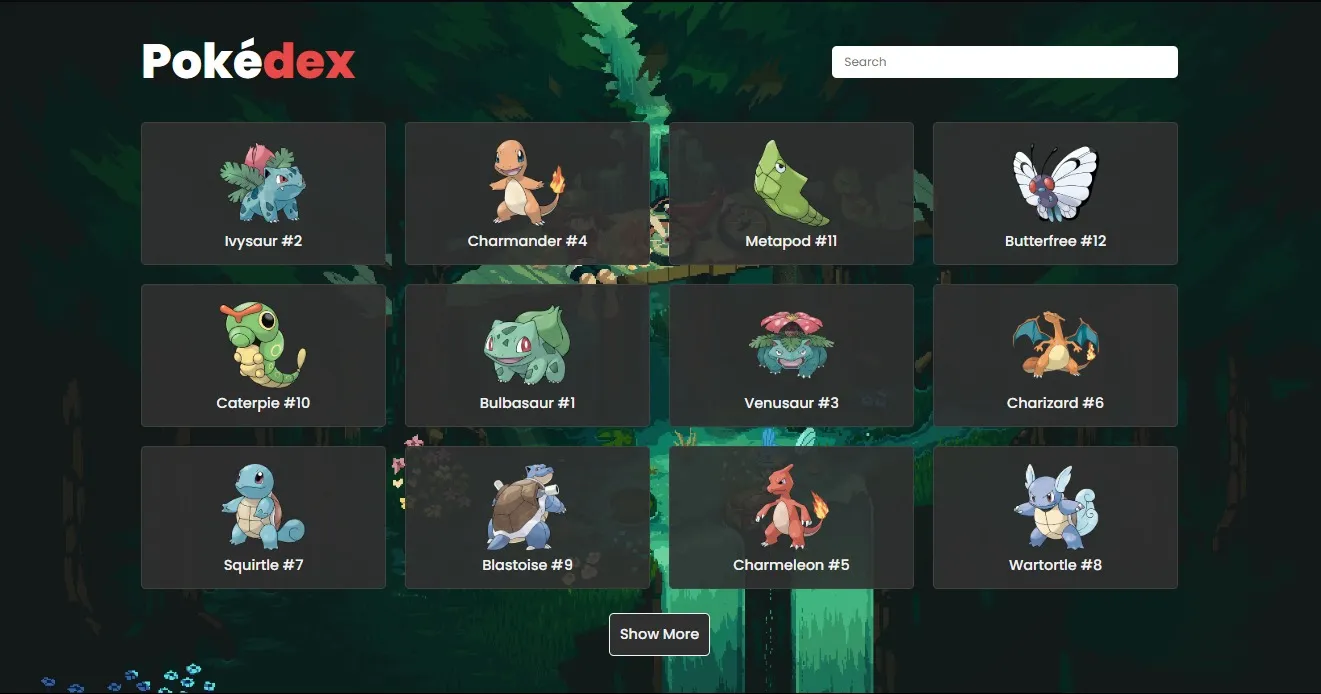 Pokédex
Search
Ivysaur #2
Charmander #4
Metapod #11
Butterfree #12
Caterpie #10
Bulbasaur #1
Venusaur #3
Charizard #6
Squirtle #7
Blastoise #9
Charmeleon #5
Wartortle #8
Show More